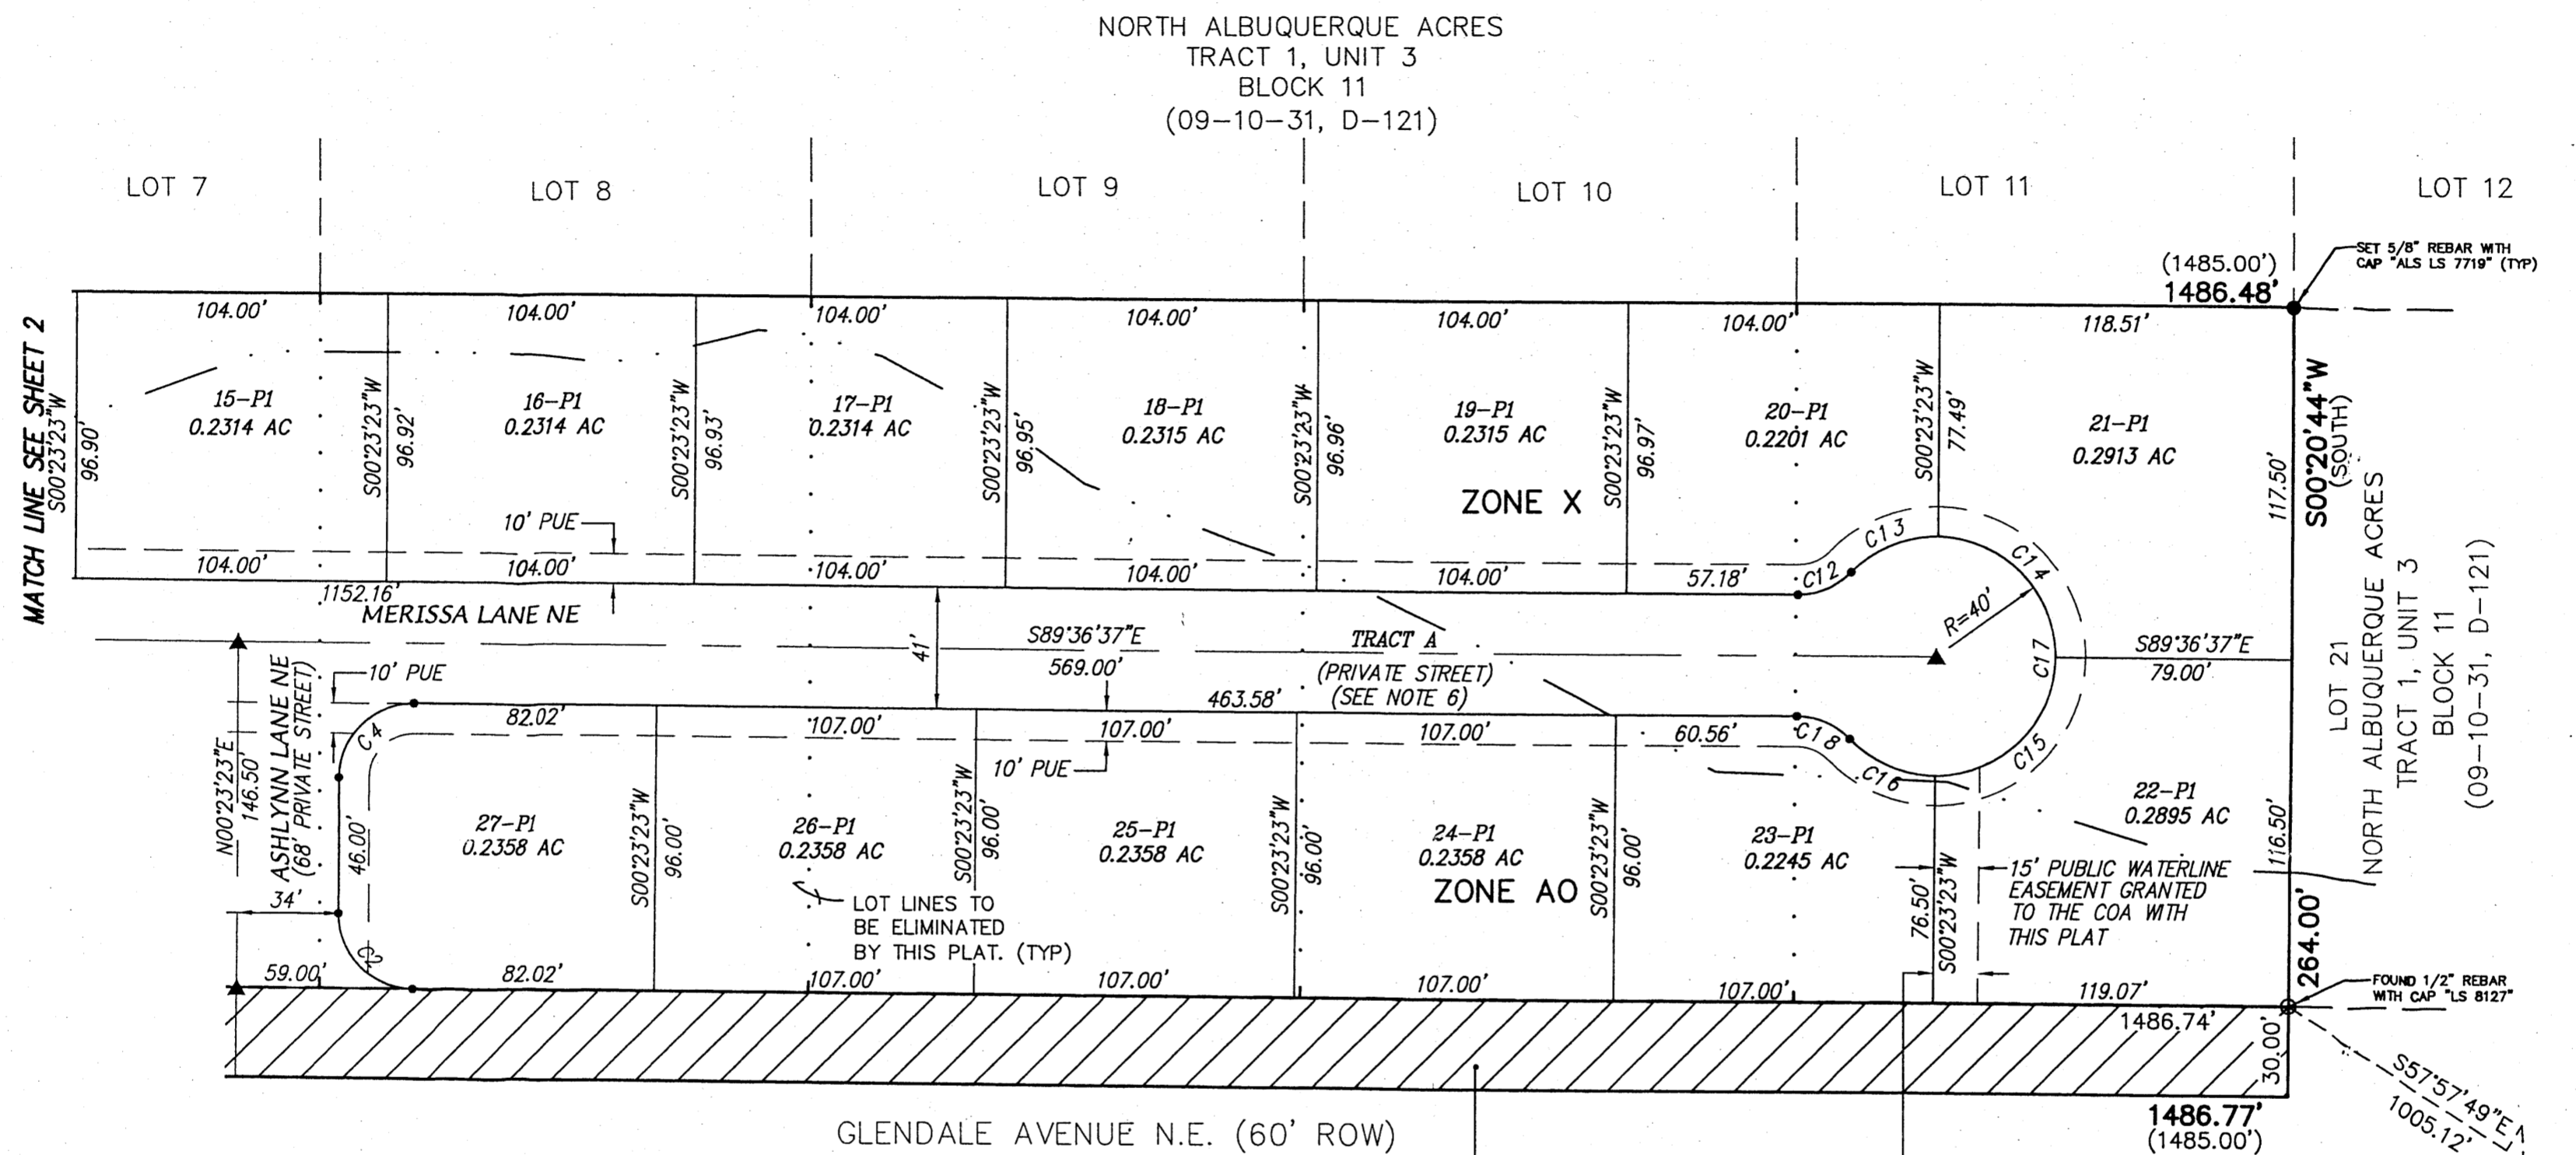 NORTH ALBUQUERQUE ACRES
TRACT 1, UNIT 3
BLOCK 11
(09-10-31, D-121)
LOT 7
LOT 8
LOT 9
LOT 10
LOT 11
LOT 12
SET 5/8" REBAR WITH
CAP "ALS LS 7719" (TYP)
(1485.00')
1486.48'
MATCH LINE SEE SHEET 2
104.00'
104.00'
104.00'
104.00'
104.00'
104.00'
118.51'
S00°23'23"W
96.90'
15-P1
0.2314 AC
S00°23'23"W
96.92'
16-P1
0.2314 AC
S00°23'23"W
96.93'
17-P1
0.2314 AC
S00°23'23"W
96.95'
18-P1
0.2315 AC
S00°23'23"W
96.96'
19-P1
0.2315 AC
S00°23'23"W
96.97'
20-P1
0.2201 AC
S00°23'23"W
77.49'
21-P1
0.2913 AC
117.50'
S00°20'44"W
(SOUTH)
ZONE X
10' PUE
104.00'
104.00'
104.00'
104.00'
104.00'
57.18'
C12
C13
C14
R=40'
C17
1152.16'
MERISSA LANE NE
41'
S89°36'37"E
569.00'
TRACT A
(PRIVATE STREET)
(SEE NOTE 6)
S89°36'37"E
79.00'
LOT 21
NORTH ALBUQUERQUE ACRES
TRACT 1, UNIT 3
BLOCK 11
(09-10-31, D-121)
N00°23'23"E
146.50'
ASHLYNN LANE NE
(68' PRIVATE STREET)
10' PUE
C4
82.02'
463.58'
107.00'
107.00'
107.00'
60.56'
C18
C16
C15
10' PUE
46.00'
34'
27-P1
0.2358 AC
S00°23'23"W
96.00'
26-P1
0.2358 AC
S00°23'23"W
96.00'
25-P1
0.2358 AC
S00°23'23"W
96.00'
24-P1
0.2358 AC
S00°23'23"W
96.00'
23-P1
0.2245 AC
76.50'
S00°23'23"W
22-P1
0.2895 AC
116.50'
264.00'
ZONE AO
LOT LINES TO
BE ELIMINATED
BY THIS PLAT. (TYP)
15' PUBLIC WATERLINE
EASEMENT GRANTED
TO THE COA WITH
THIS PLAT
59.00'
82.02'
107.00'
107.00'
107.00'
107.00'
119.07'
FOUND 1/2" REBAR
WITH CAP "LS 8127"
1486.74'
30.00'
S57°57'49"E
1005.12'
GLENDALE AVENUE N.E. (60' ROW)
1486.77'
(1485.00')